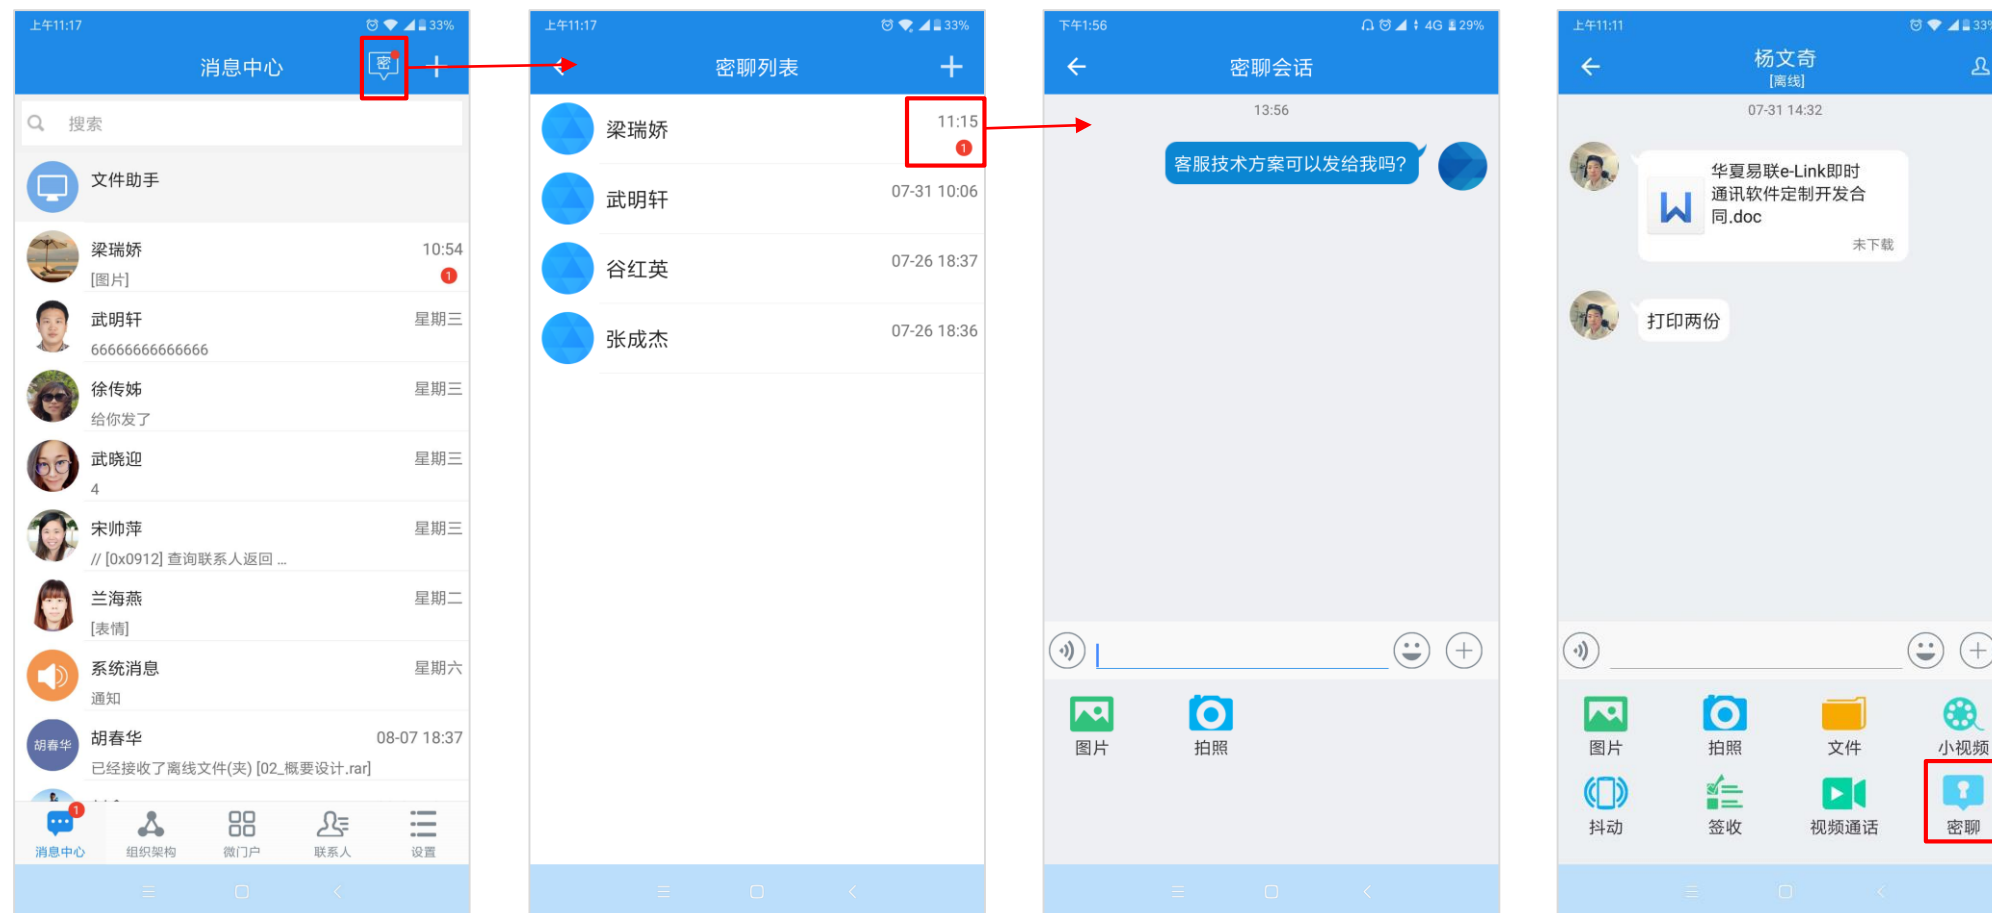 上午11:17
33%
消息中心
密
搜索
文件助手
梁瑞娇
10:54
[图片]
1
武明轩
星期三
66666666666666
徐传姊
星期三
给你发了
武晓迎
星期三
4
宋帅萍
星期三
// [0x0912] 查询联系人返回 ...
兰海燕
星期二
[表情]
系统消息
星期六
通知
胡春华
胡春华
08-07 18:37
已经接收了离线文件(夹) [02_概要设计.rar]
1
消息中心
组织架构
微门户
联系人
设置
上午11:17
33%
密聊列表
梁瑞娇
11:15
1
武明轩
07-31 10:06
谷红英
07-26 18:37
张成杰
07-26 18:36
下午1:56
4G
29%
密聊会话
13:56
客服技术方案可以发给我吗?
图片
拍照
上午11:11
33%
杨文奇
[离线]
07-31 14:32
华夏易联e-Link即时
通讯软件定制开发合
同.doc
未下载
打印两份
图片
拍照
文件
小视频
抖动
签收
视频通话
密聊